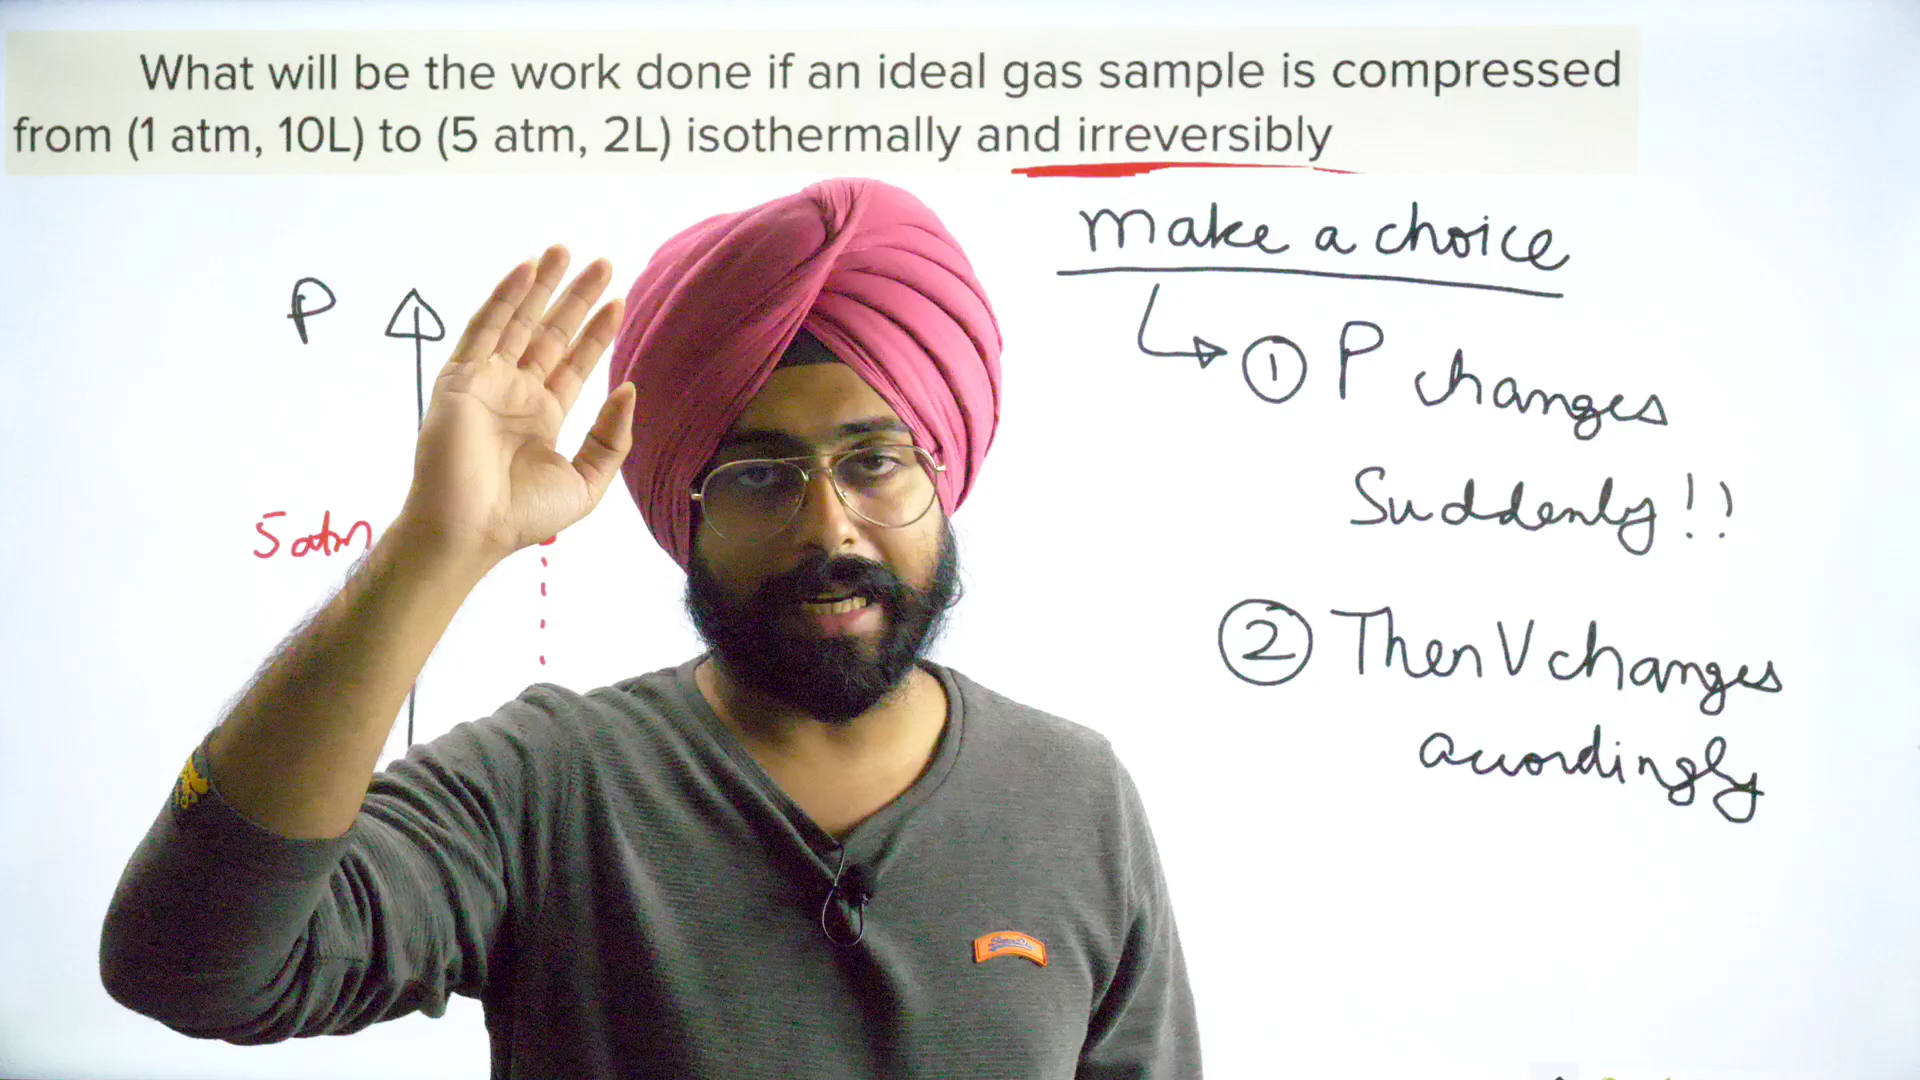 What will be the work done if an ideal gas sample is compressed
from (1 atm, 10L) to (5 atm, 2L) isothermally and irreversibly
make a choice
P
① P changes
Suddenly!!
5 atm
② Then V changes
accordingly